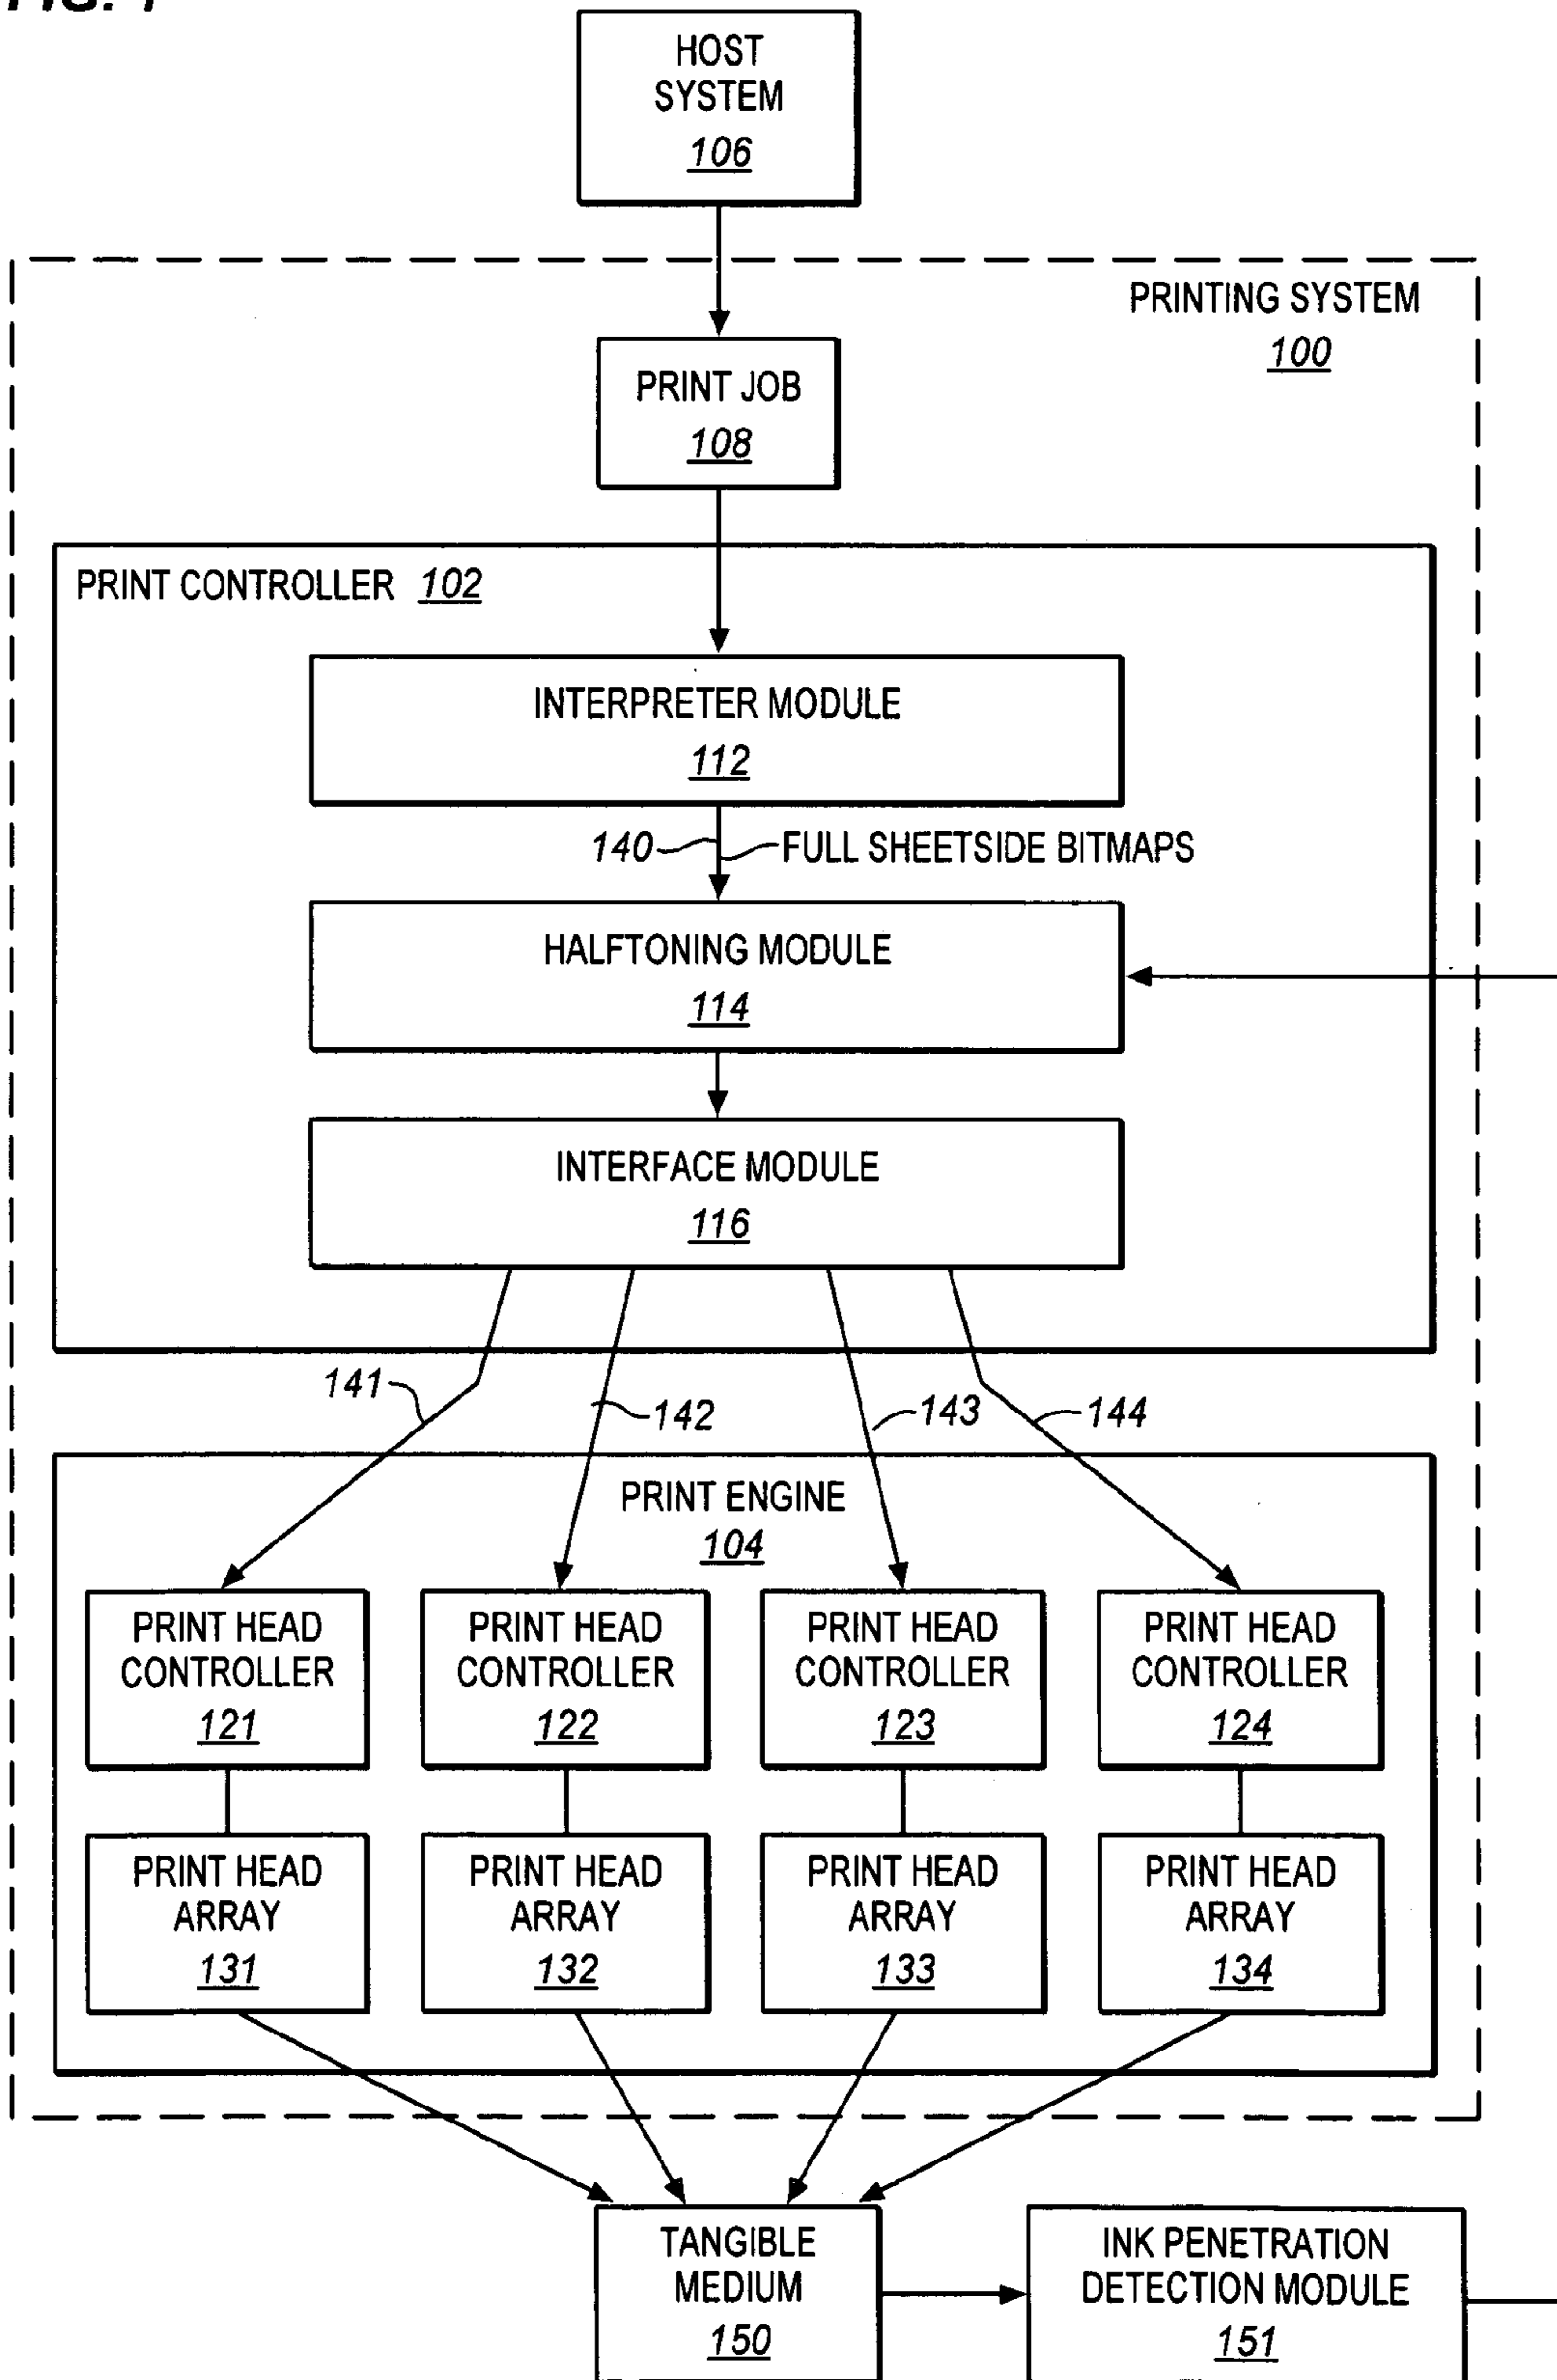 FIG. 1
HOST
SYSTEM
106
PRINTING SYSTEM
100
PRINT JOB
108
PRINT CONTROLLER 102
INTERPRETER MODULE
112
140 FULL SHEETSIDE BITMAPS
HALFTONING MODULE
114
INTERFACE MODULE
116
141
142
143
144
PRINT ENGINE
104
PRINT HEAD
CONTROLLER
121
PRINT HEAD
CONTROLLER
122
PRINT HEAD
CONTROLLER
123
PRINT HEAD
CONTROLLER
124
PRINT HEAD
ARRAY
131
PRINT HEAD
ARRAY
132
PRINT HEAD
ARRAY
133
PRINT HEAD
ARRAY
134
TANGIBLE
MEDIUM
150
INK PENETRATION
DETECTION MODULE
151